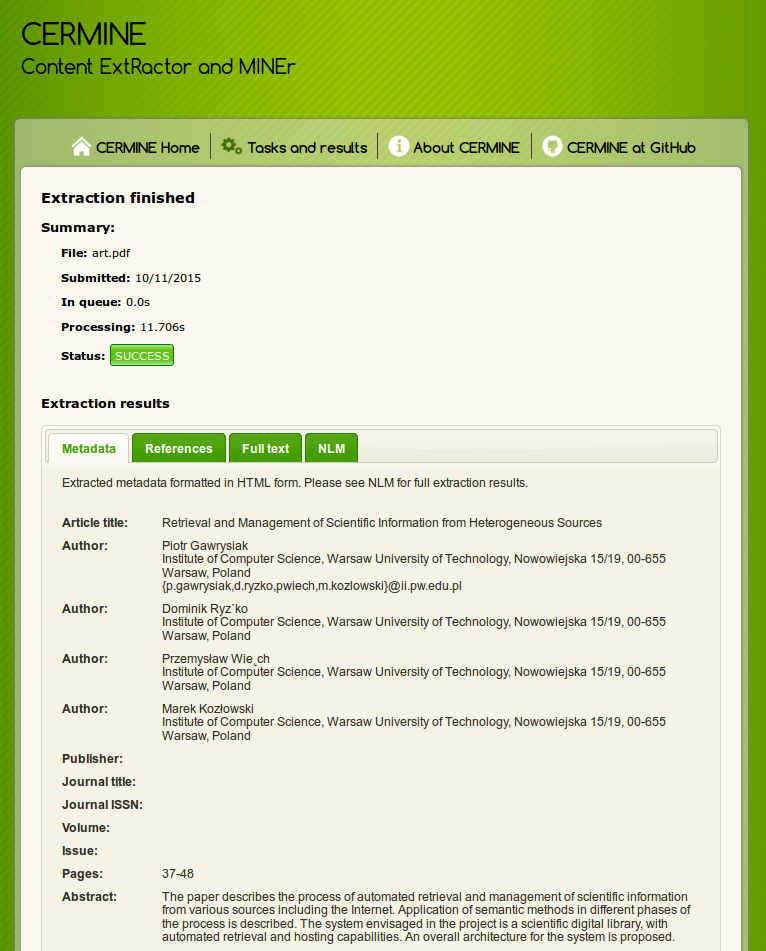 CERMINE
Content ExtRactor and MINEr
CERMINE Home
Tasks and results
About CERMINE
CERMINE at GitHub
Extraction finished
Summary:
File: art.pdf
Submitted: 10/11/2015
In queue: 0.0s
Processing: 11.706s
Status: SUCCESS
Extraction results
Metadata
References
Full text
NLM
Extracted metadata formatted in HTML form. Please see NLM for full extraction results.
Article title: Retrieval and Management of Scientific Information from Heterogeneous Sources
Author: Piotr Gawrysiak
Institute of Computer Science, Warsaw University of Technology, Nowowiejska 15/19, 00-655
Warsaw, Poland
{p.gawrysiak,d.ryzko,pwiech,m.kozlowski}@ii.pw.edu.pl
Author: Dominik Ryz˙ko
Institute of Computer Science, Warsaw University of Technology, Nowowiejska 15/19, 00-655
Warsaw, Poland
Author: Przemysław Wie˛ch
Institute of Computer Science, Warsaw University of Technology, Nowowiejska 15/19, 00-655
Warsaw, Poland
Author: Marek Kozłowski
Institute of Computer Science, Warsaw University of Technology, Nowowiejska 15/19, 00-655
Warsaw, Poland
Publisher:
Journal title:
Journal ISSN:
Volume:
Issue:
Pages: 37-48
Abstract: The paper describes the process of automated retrieval and management of scientific information
from various sources including the Internet. Application of semantic methods in different phases of
the process is described. The system envisaged in the project is a scientific digital library, with
automated retrieval and hosting capabilities. An overall architecture for the system is proposed.